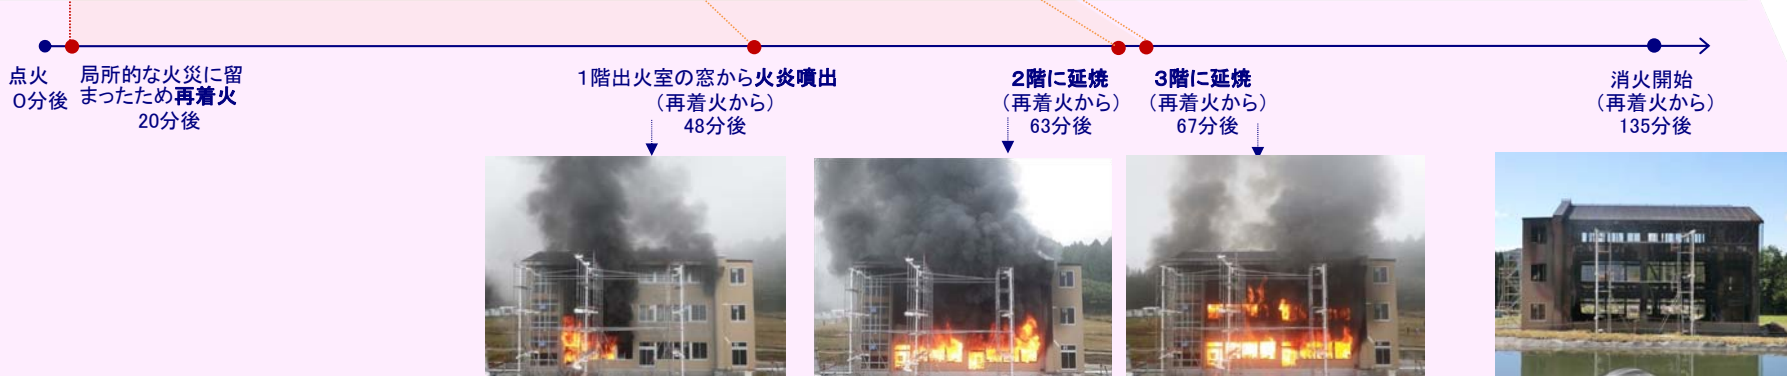 点火
0分後
局所的な火災に留
まったため再着火
20分後
1階出火室の窓から火炎噴出
(再着火から)
48分後
2階に延焼
(再着火から)
63分後
3階に延焼
(再着火から)
67分後
消火開始
(再着火から)
135分後